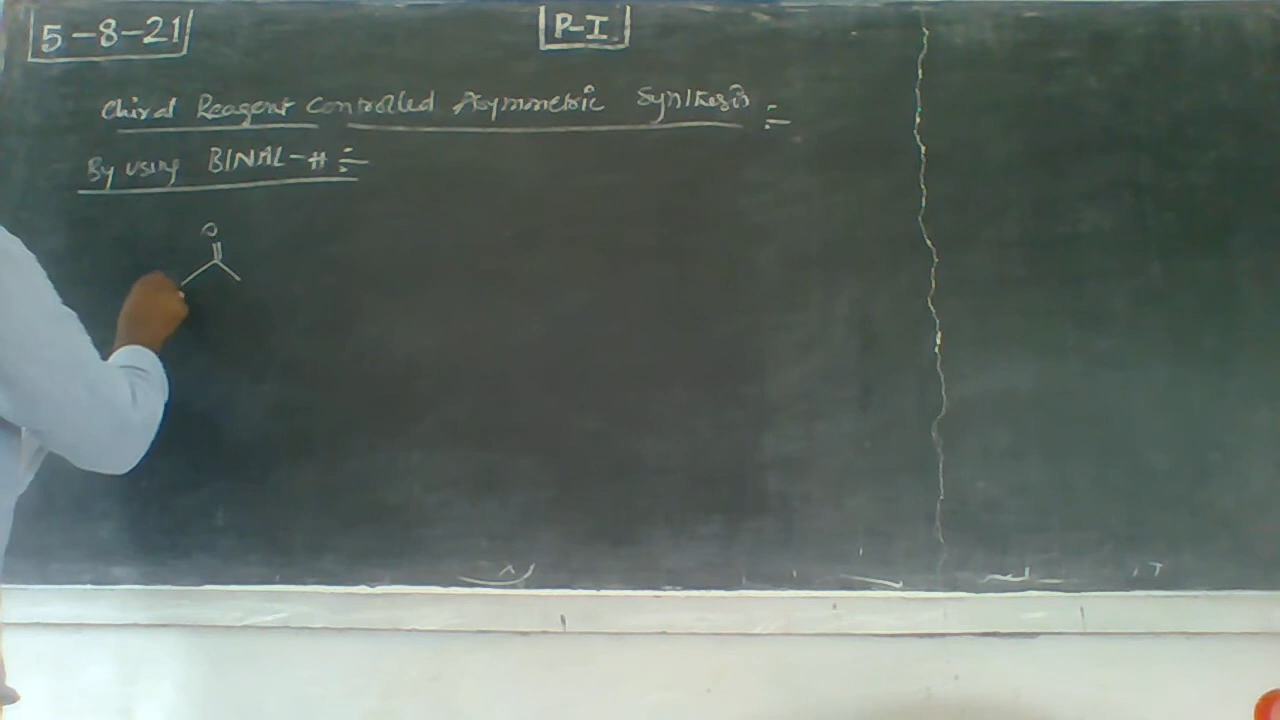 5-8-21
P-I
Chiral Reagent Controlled Asymmetric Synthesis :-
By using BINAL-H :-
O